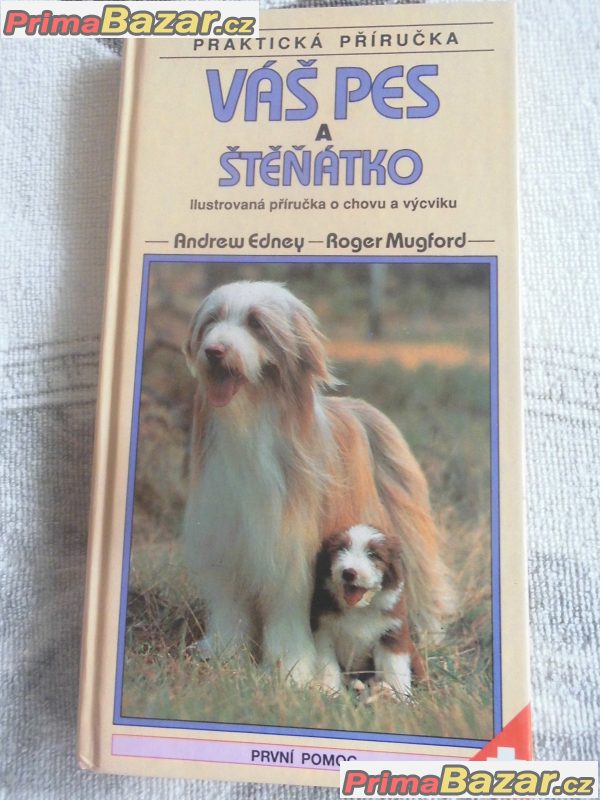 PrimaBazar.cz
PRAKTICKÁ PŘÍRUČKA
VÁŠ PES
A
ŠTĚŇÁTKO
Ilustrovaná příručka o chovu a výcviku
Andrew Edney — Roger Mugford
PRVNÍ POMOC
PrimaBazar.cz